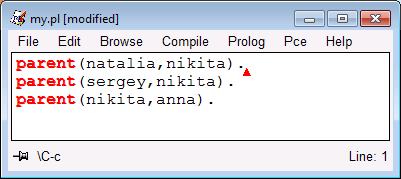 my.pl [modified]
File Edit Browse Compile Prolog Pce Help
parent(natalia,nikita).
parent(sergey,nikita).
parent(nikita,anna).
\C-c Line: 1